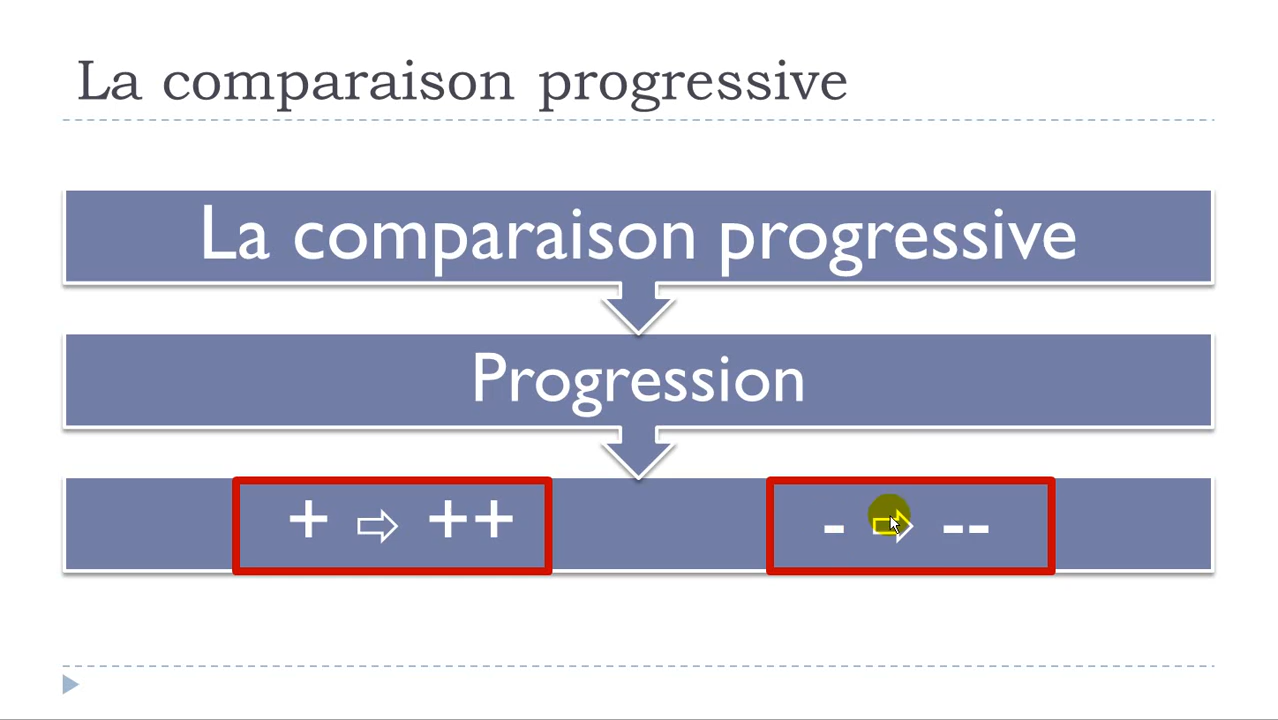 La comparaison progressive
La comparaison progressive
Progression
+ ⇨ ++ - ⇨ --